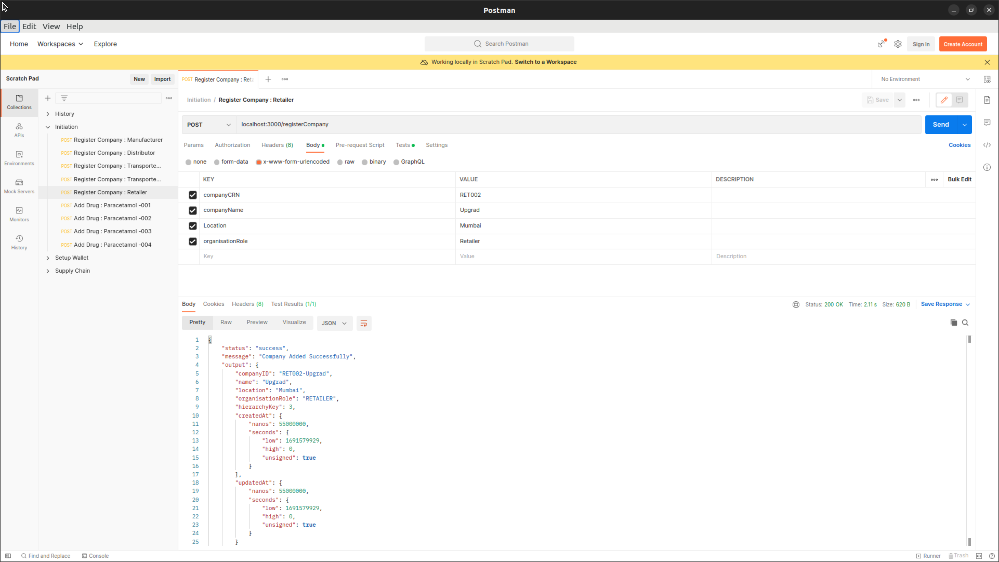 Postman
File Edit View Help
Home Workspaces Explore Search Postman Sign In Create Account
Working locally in Scratch Pad. Switch to a Workspace
Scratch Pad New Import POST Register Company : Reta No Environment
Initiation / Register Company : Retailer Save
Collections
History
Initiation
POST Register Company : Manufacturer
POST Register Company : Distributor
POST Register Company : Transporte...
POST Register Company : Transporte...
POST Register Company : Retailer
POST Add Drug : Paracetamol -001
POST Add Drug : Paracetamol -002
POST Add Drug : Paracetamol -003
POST Add Drug : Paracetamol -004
Setup Wallet
Supply Chain
APIs
Environments
Mock Servers
Monitors
History
POST localhost:3000/registerCompany Send
Params Authorization Headers (8) Body Pre-request Script Tests Settings Cookies
none form-data x-www-form-urlencoded raw binary GraphQL
KEY VALUE DESCRIPTION Bulk Edit
companyCRN RET002
companyName Upgrad
Location Mumbai
organisationRole Retailer
Key Value Description
Body Cookies Headers (8) Test Results (1/1) Status: 200 OK Time: 2.11 s Size: 620 B Save Response
Pretty Raw Preview Visualize JSON
1 {
2 "status": "success",
3 "message": "Company Added Successfully",
4 "output": {
5 "companyID": "RET002-Upgrad",
6 "name": "Upgrad",
7 "location": "Mumbai",
8 "organisationRole": "RETAILER",
9 "hierarchyKey": 3,
10 "createdAt": {
11 "nanos": 55000000,
12 "seconds": {
13 "low": 1691579929,
14 "high": 0,
15 "unsigned": true
16 }
17 },
18 "updatedAt": {
19 "nanos": 55000000,
20 "seconds": {
21 "low": 1691579929,
22 "high": 0,
23 "unsigned": true
24 }
25 }
Find and Replace Console Runner Trash